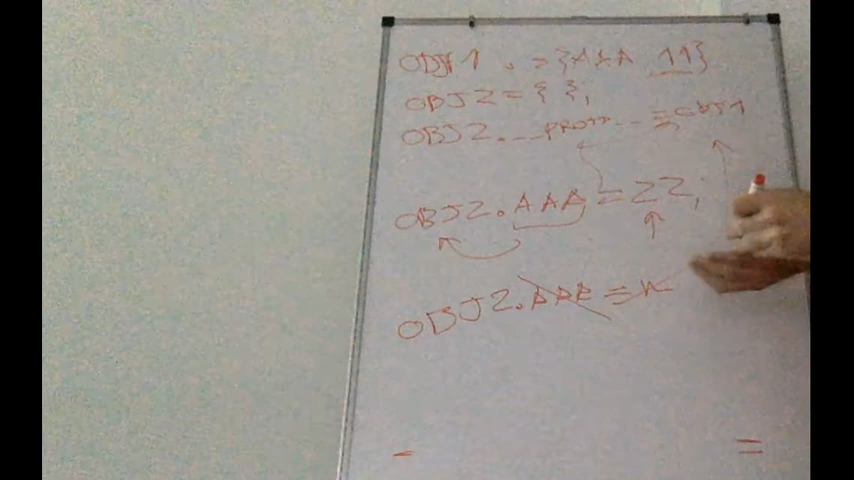 OBJ1 . = {AAA 11}
OBJ2 = { };
OBJ2.__PROTO__ = OBJ1
OBJ2.AAA = 22;
OBJ2.